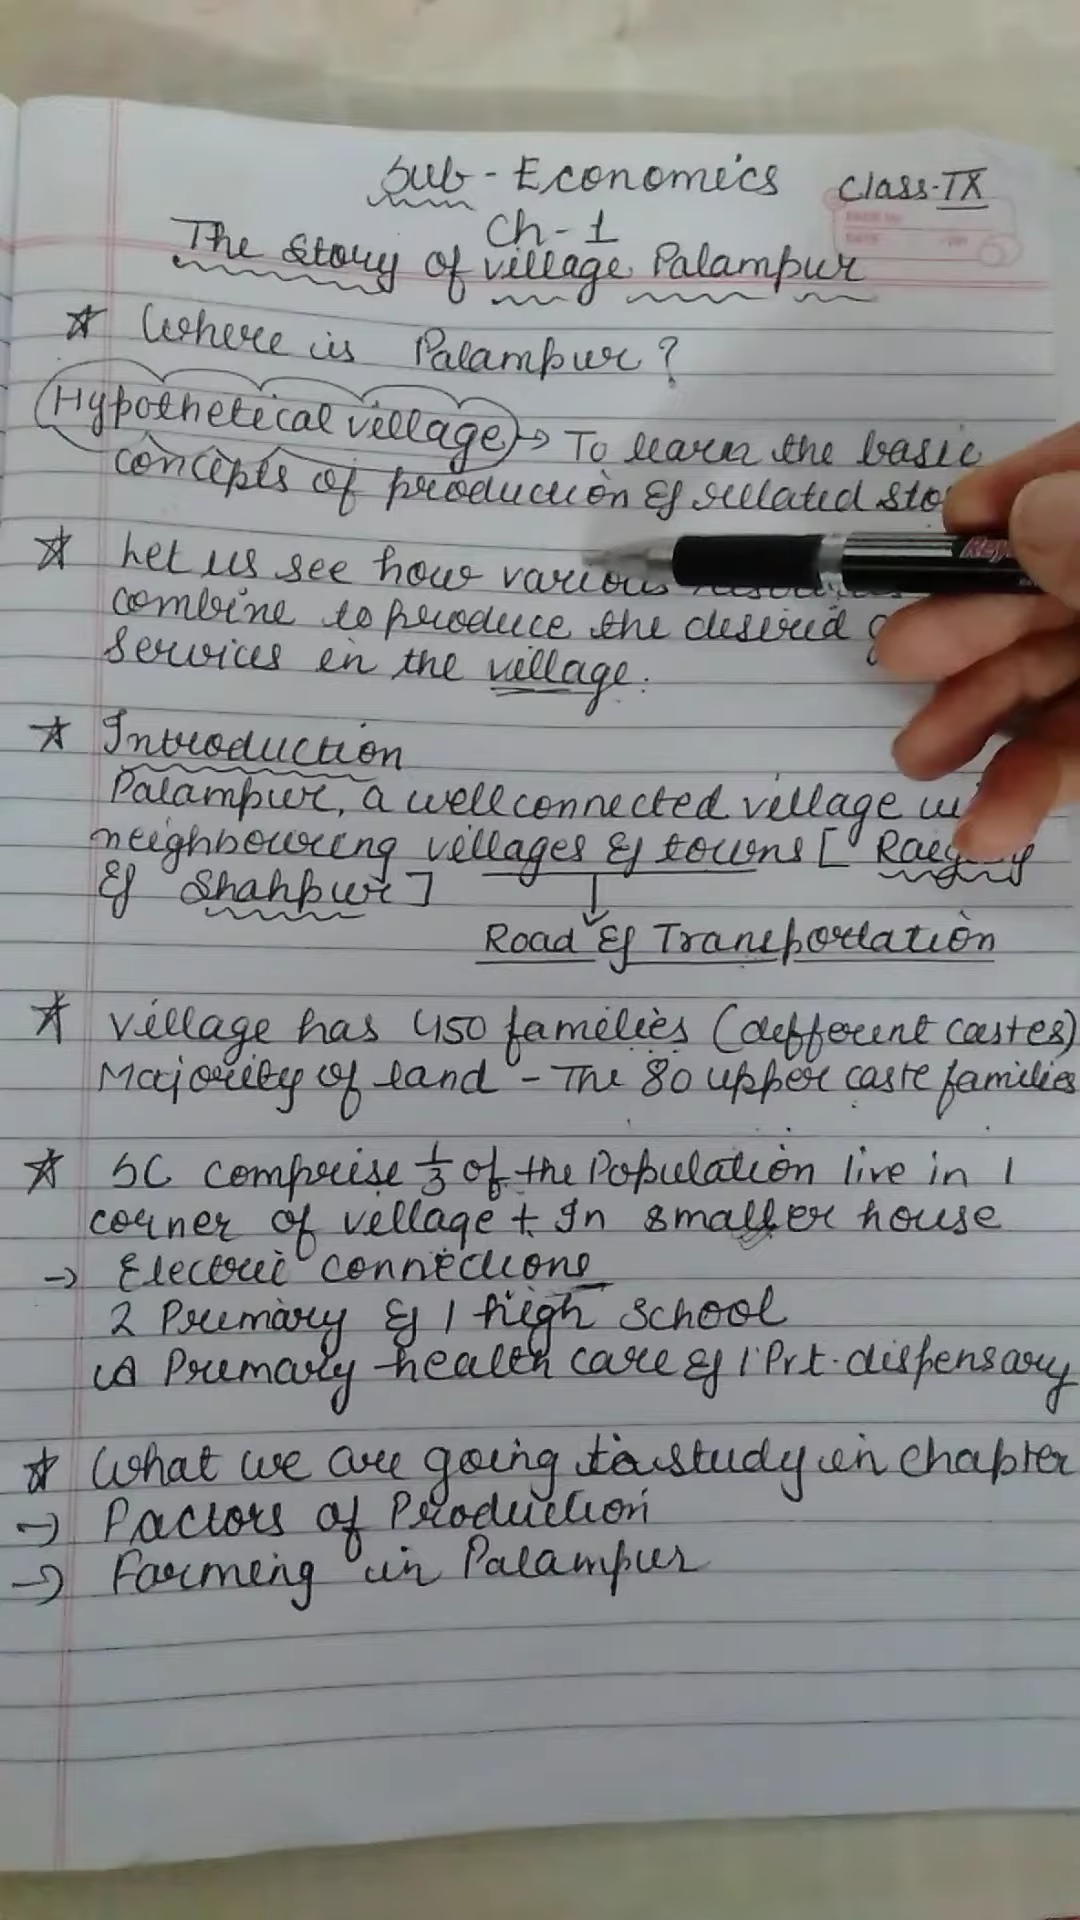 Sub - Economics Class-IX
Ch-1
The Story of village Palampur
☆ Where is Palampur?
Hypothetical village → To learn the basic
concepts of production & related
☆ Let us see how various
combine to produce the desired
services in the village.
☆ Introduction
Palampur, a well connected village
neighbouring villages & towns [
& Shahpur]
Road & Transportation
☆ Village has 450 families (different castes)
Majority of land - The 80 upper caste families
☆ SC comprise 1/3 of the Population live in 1
corner of village + In smaller house
→ Electric connections
2 Primary & 1 high School
Primary health care & 1 Prt. dispensary
☆ What we are going to study in chapter
→ Factors of Production
→ Farming in Palampur